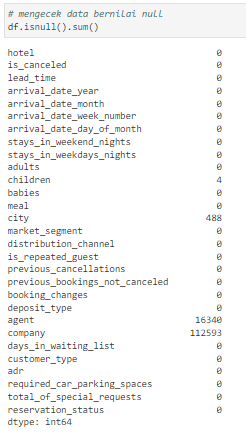 # mengecek data bernilai null
df.isnull().sum()
hotel 0
is_canceled 0
lead_time 0
arrival_date_year 0
arrival_date_month 0
arrival_date_week_number 0
arrival_date_day_of_month 0
stays_in_weekend_nights 0
stays_in_weekdays_nights 0
adults 0
children 4
babies 0
meal 0
city 488
market_segment 0
distribution_channel 0
is_repeated_guest 0
previous_cancellations 0
previous_bookings_not_canceled 0
booking_changes 0
deposit_type 0
agent 16340
company 112593
days_in_waiting_list 0
customer_type 0
adr 0
required_car_parking_spaces 0
total_of_special_requests 0
reservation_status 0
dtype: int64